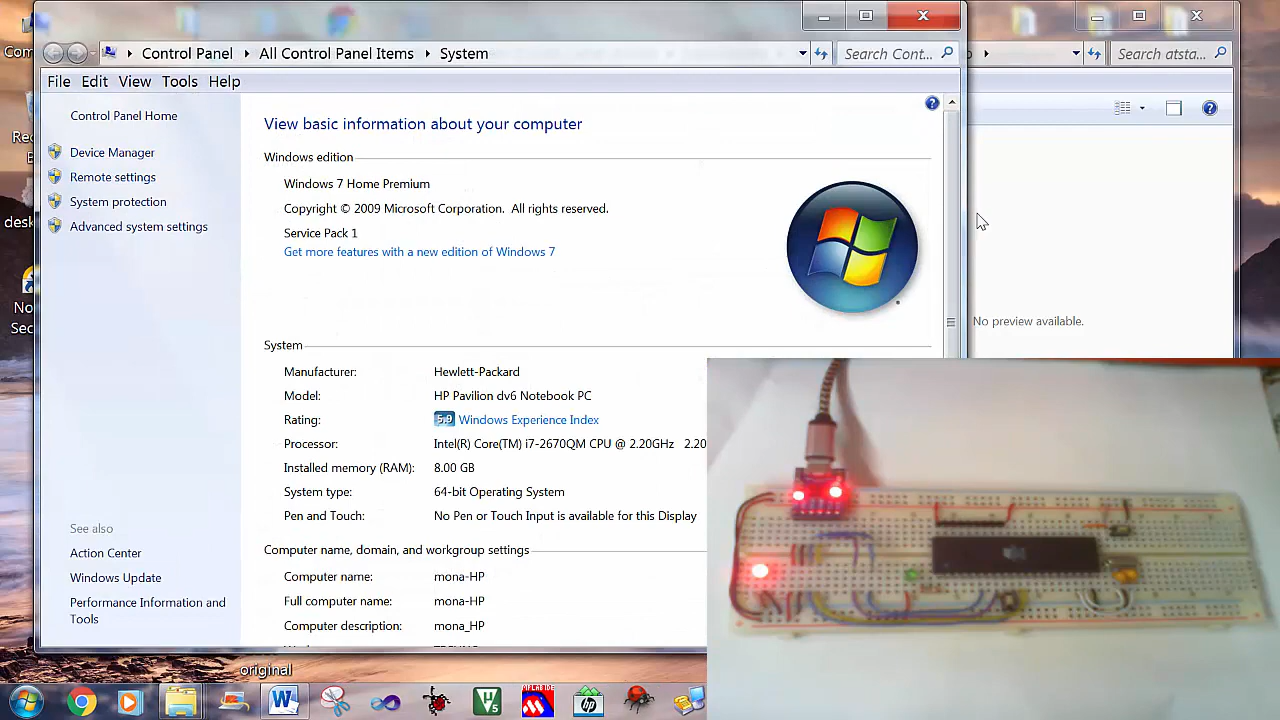 Control Panel ▸ All Control Panel Items ▸ System
Search Cont...
Search atsta...
File Edit View Tools Help
Control Panel Home
Device Manager
Remote settings
System protection
Advanced system settings
See also
Action Center
Windows Update
Performance Information and
Tools
View basic information about your computer
Windows edition
Windows 7 Home Premium
Copyright © 2009 Microsoft Corporation. All rights reserved.
Service Pack 1
Get more features with a new edition of Windows 7
System
Manufacturer: Hewlett-Packard
Model: HP Pavilion dv6 Notebook PC
Rating: 5.9 Windows Experience Index
Processor: Intel(R) Core(TM) i7-2670QM CPU @ 2.20GHz 2.20
Installed memory (RAM): 8.00 GB
System type: 64-bit Operating System
Pen and Touch: No Pen or Touch Input is available for this Display
Computer name, domain, and workgroup settings
Computer name: mona-HP
Full computer name: mona-HP
Computer description: mona_HP
No preview available.
Com
Rec
desk
No
Sec
original